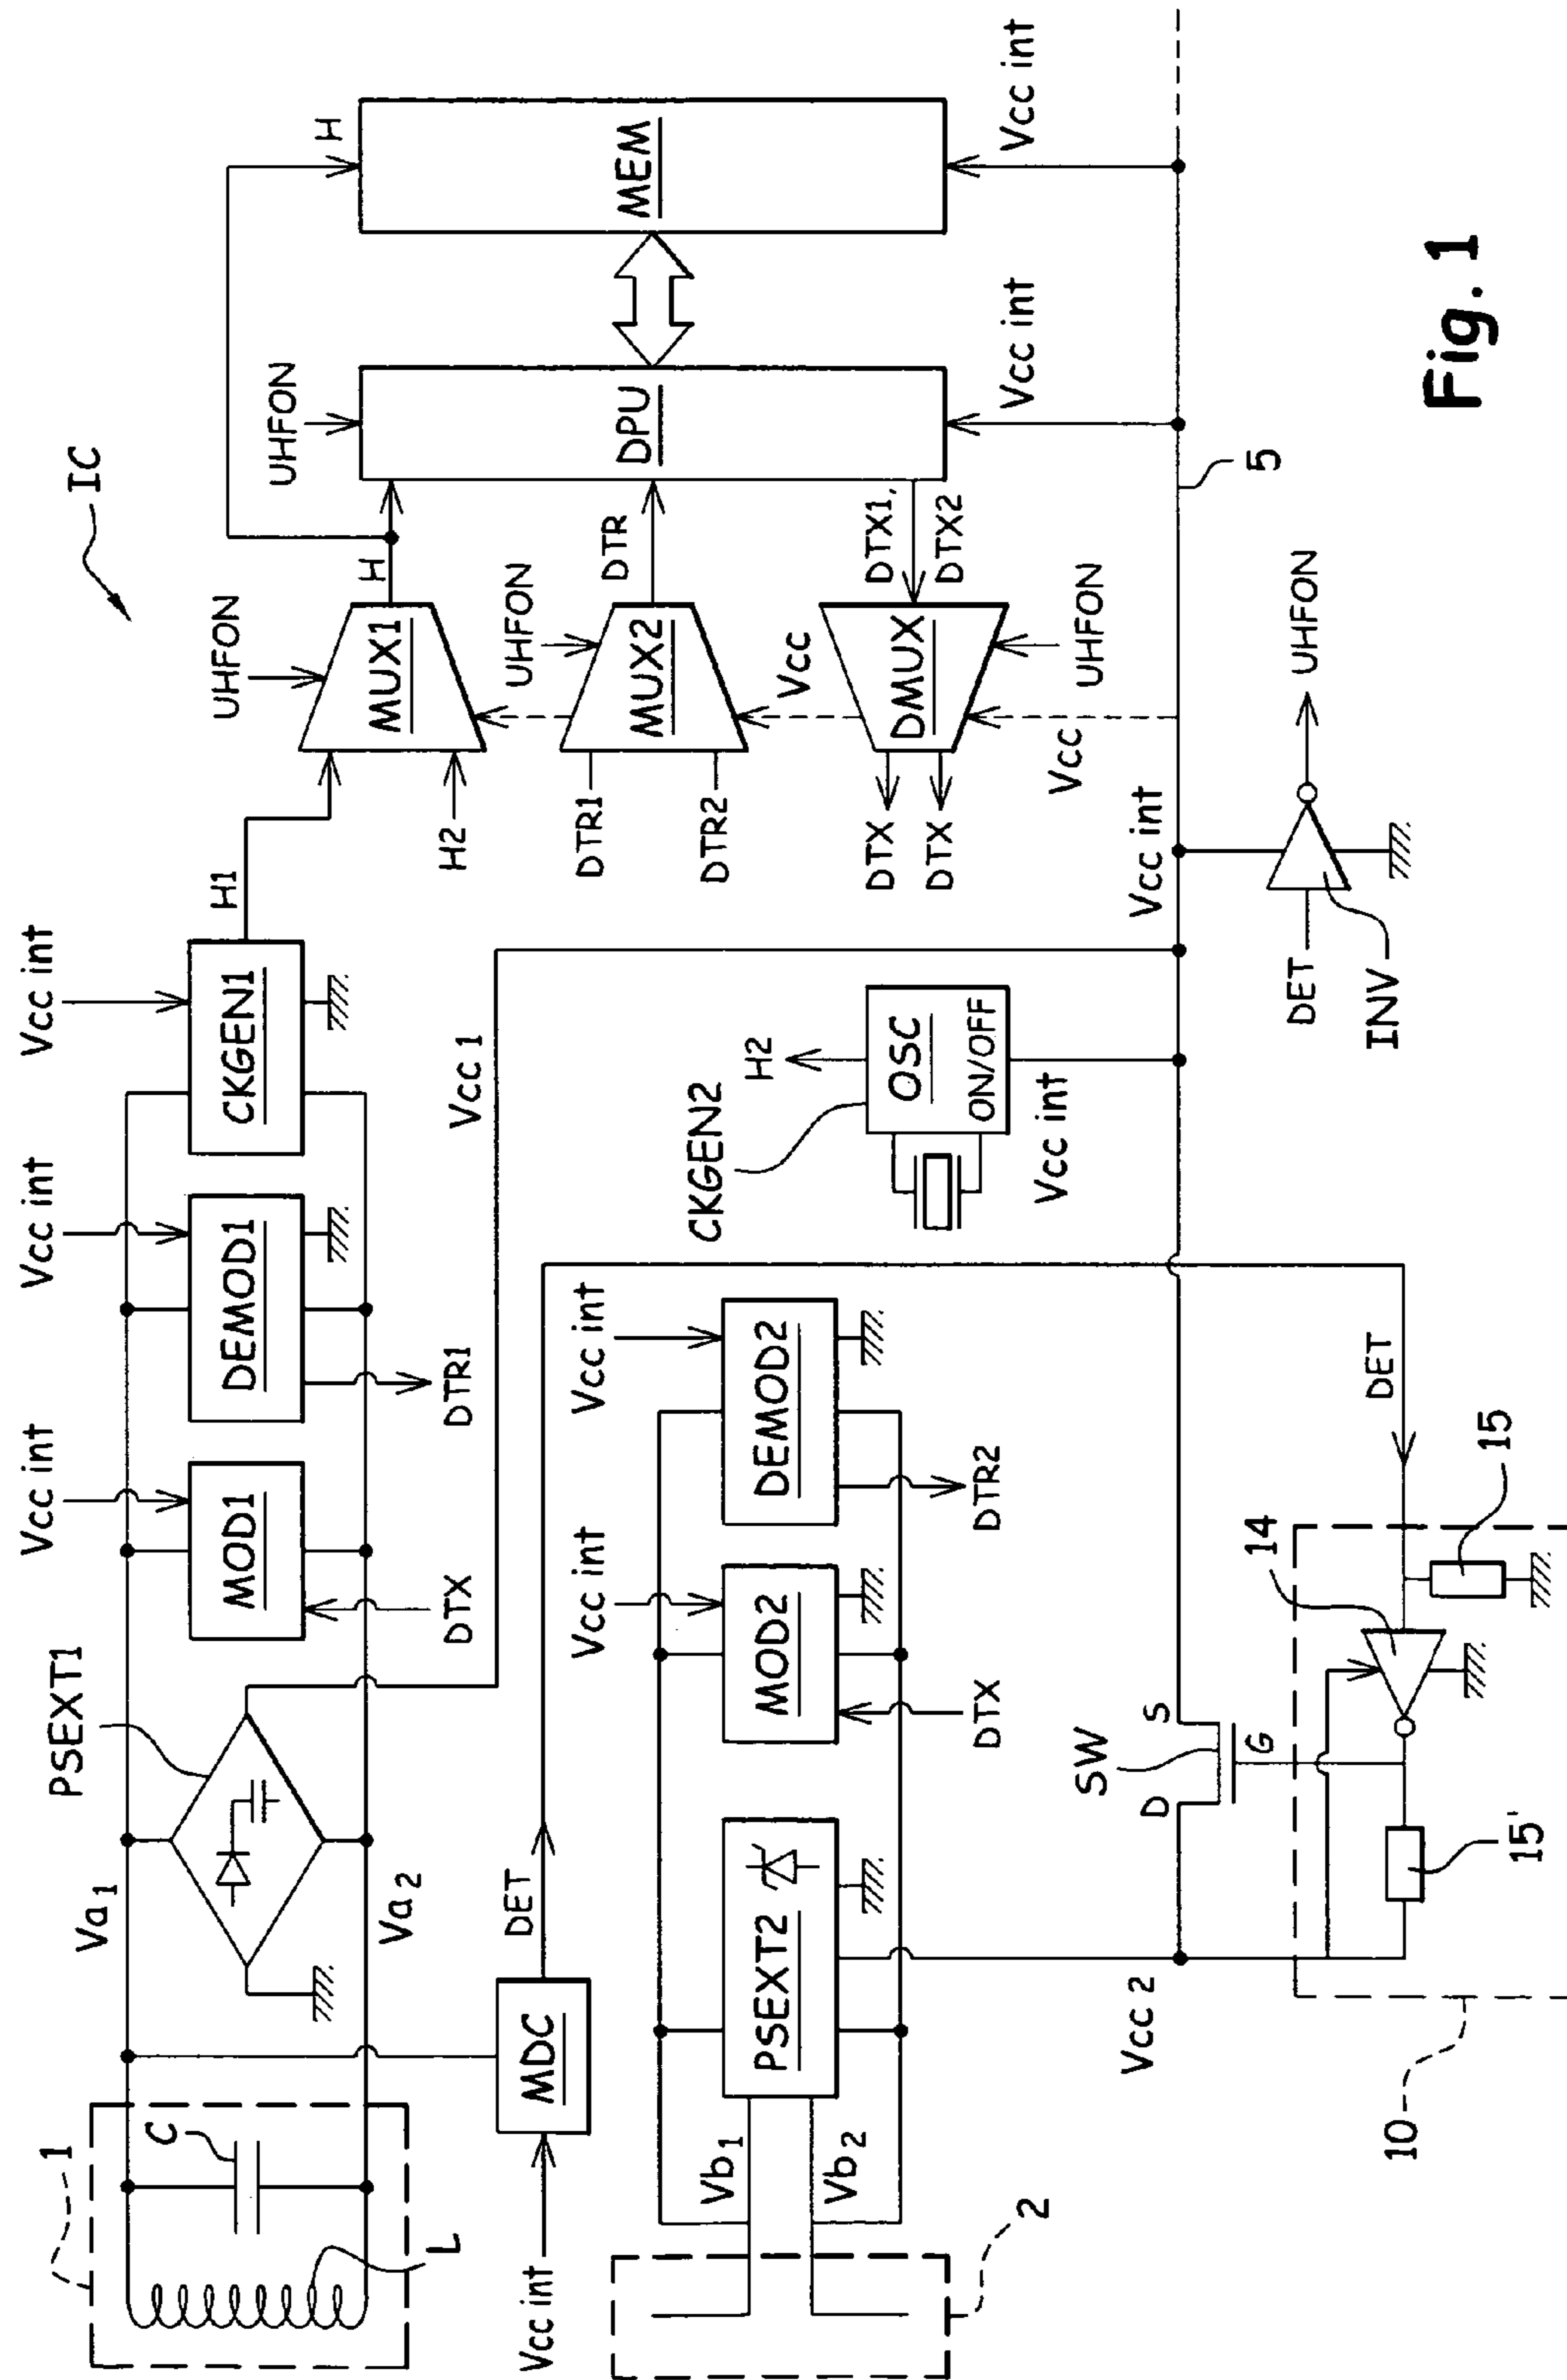 IC
Vcc int
Vcc int
Vcc int
1
C
L
Va1
Va2
PSEXT1
MOD1
DTX
DEMOD1
DTR1
CKGEN1
H1
UHFON
MUX1
H2
H
H
UHFON
DPU
MEM
Vcc 1
UHFON
MUX2
DTR1
DTR2
DTR
Vcc
DMUX
DTX
DTX
DTX1,
DTX2
UHFON
Vcc
Vcc int
Vcc int
Vcc int
MDC
DET
Vcc int
2
Vb1
Vb2
PSEXT2
Vcc int
MOD2
DTX
Vcc int
DEMOD2
DTR2
CKGEN2
OSC
ON/OFF
H2
Vcc int
Vcc int
5
Vcc 2
SW
D
S
G
DET
DET
INV
UHFON
10
14
15
15'
Fig. 1